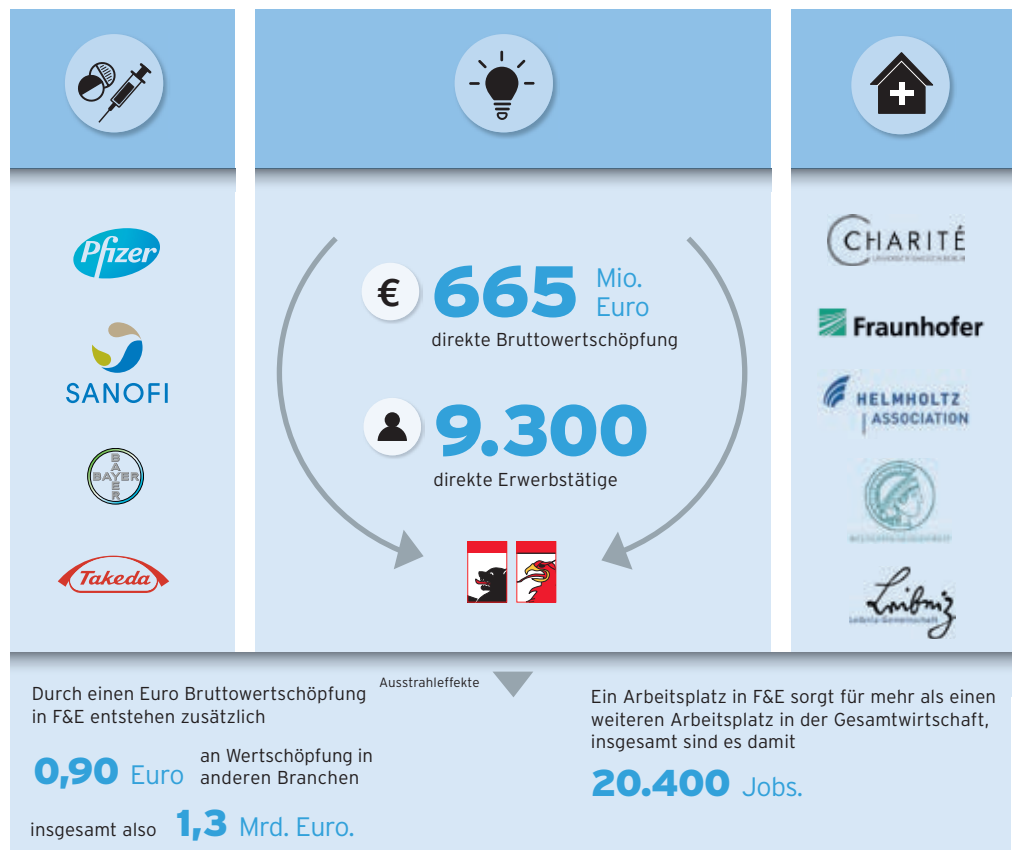 Pfizer
SANOFI
BAYER
BAYER
Takeda
€
665 Mio. Euro
direkte Bruttowertschöpfung
9.300
direkte Erwerbstätige
CHARITÉ
Fraunhofer
HELMHOLTZ
ASSOCIATION
Leibniz
Leibniz-Gemeinschaft
Ausstrahleffekte
Durch einen Euro Bruttowertschöpfung
in F&E entstehen zusätzlich
0,90 Euro an Wertschöpfung in
anderen Branchen
insgesamt also 1,3 Mrd. Euro.
Ein Arbeitsplatz in F&E sorgt für mehr als einen
weiteren Arbeitsplatz in der Gesamtwirtschaft,
insgesamt sind es damit
20.400 Jobs.